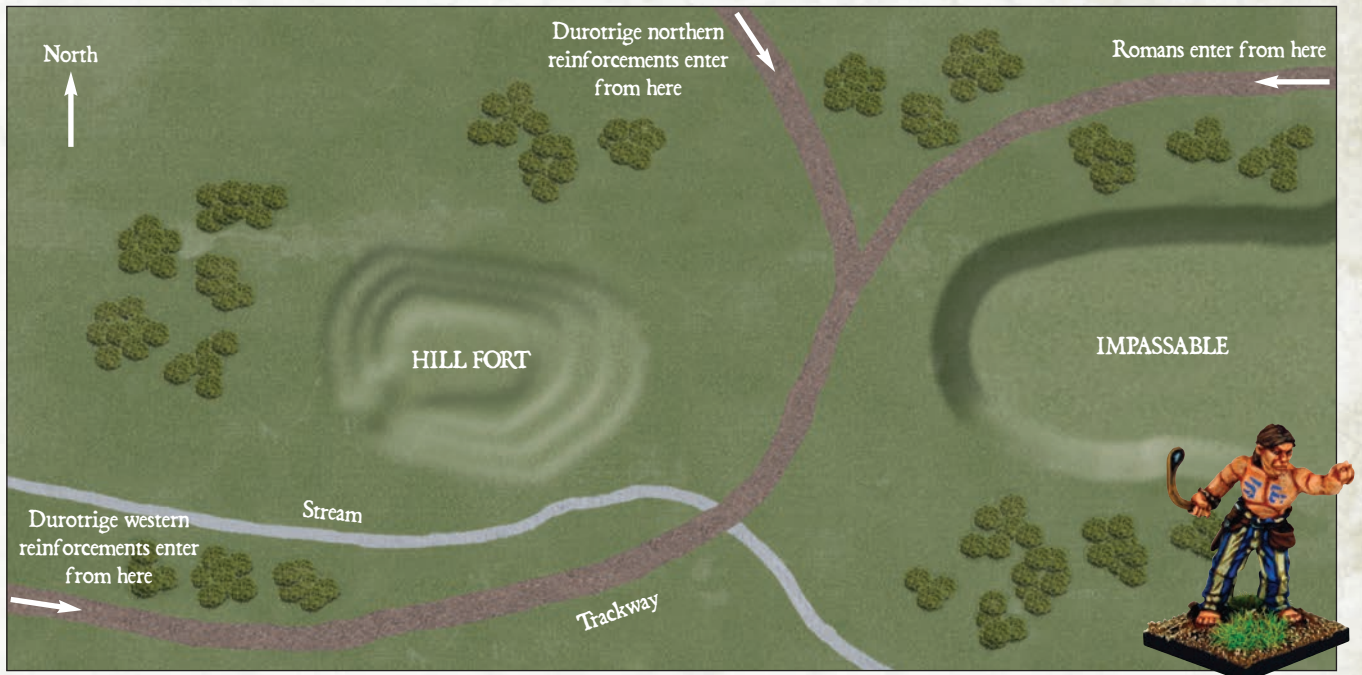 North
Durotrige northern
reinforcements enter
from here
Romans enter from here
HILL FORT
IMPASSABLE
Stream
Durotrige western
reinforcements enter
from here
Trackway